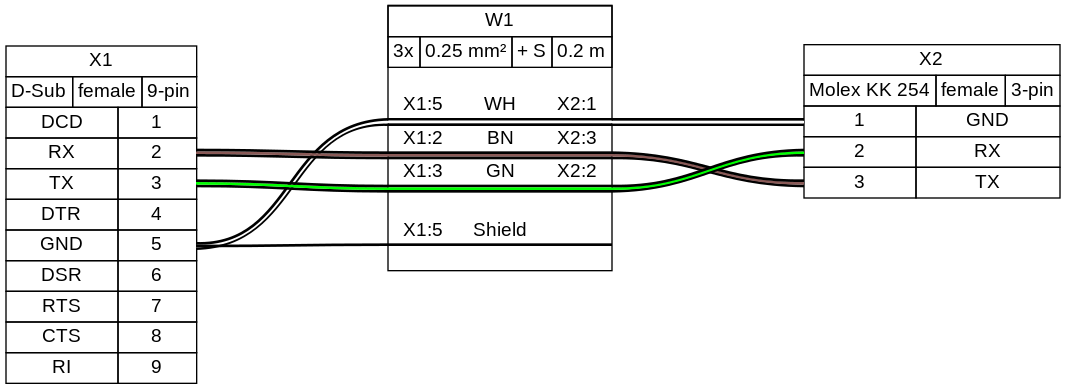 X1
D-Sub female 9-pin
DCD 1
RX 2
TX 3
DTR 4
GND 5
DSR 6
RTS 7
CTS 8
RI 9
W1
3x 0.25 mm² + S 0.2 m
X1:5 WH X2:1
X1:2 BN X2:3
X1:3 GN X2:2
X1:5 Shield
X2
Molex KK 254 female 3-pin
1 GND
2 RX
3 TX